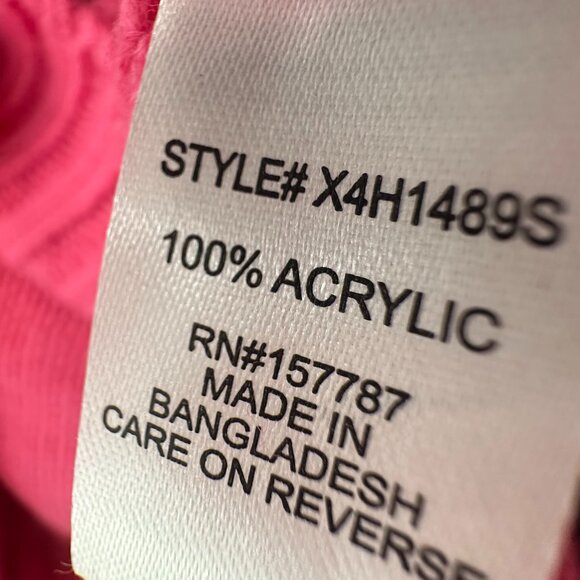 STYLE# X4H1489S
100% ACRYLIC
RN#157787
MADE IN
BANGLADESH
CARE ON REVERSE